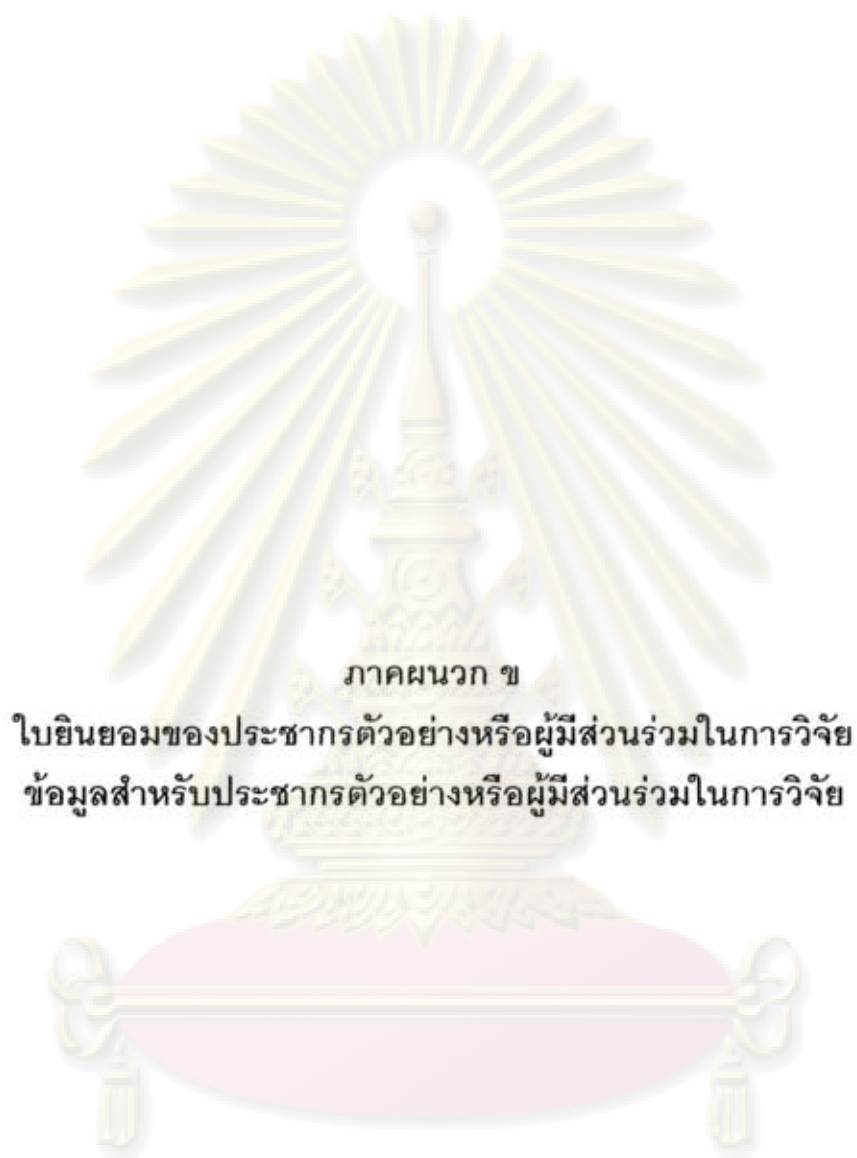 ภาคผนวก ข
ใบยินยอมของประชากรตัวอย่างหรือผู้มีส่วนร่วมในการวิจัย
ข้อมูลสำหรับประชากรตัวอย่างหรือผู้มีส่วนร่วมในการวิจัย